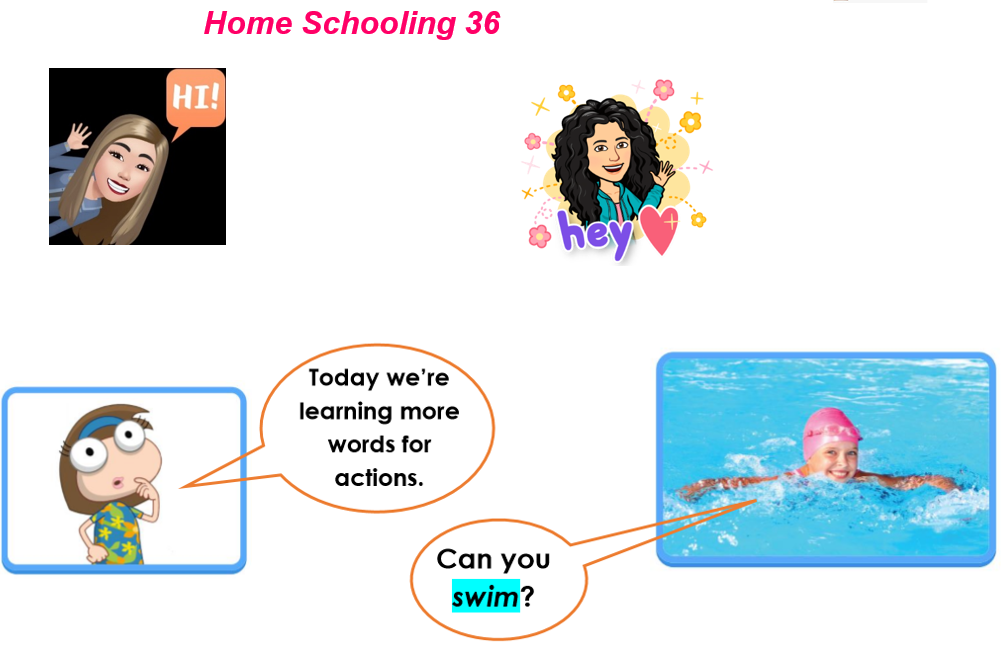 Home Schooling 36
HI!
hey
Today we’re
learning more
words for
actions.
Can you
swim?